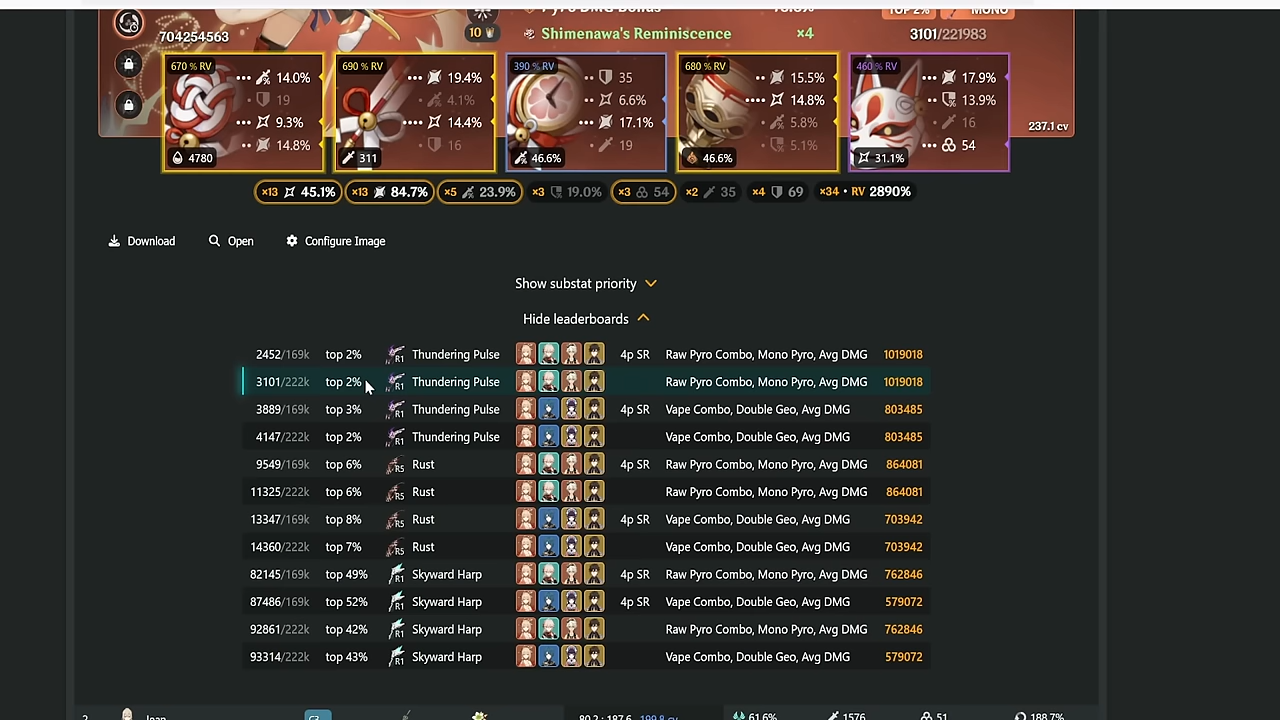 704254563
10
Shimenawa's Reminiscence ×4
TOP 2% MONO
3101/221983
670 % RV
14.0%
19
9.3%
14.8%
4780
690 % RV
19.4%
4.1%
14.4%
16
311
390 % RV
35
6.6%
17.1%
19
46.6%
680 % RV
15.5%
14.8%
5.8%
5.1%
46.6%
460 % RV
17.9%
13.9%
16
54
31.1%
237.1 cv
×13 45.1% ×13 84.7% ×5 23.9% ×3 19.0% ×3 54 ×2 35 ×4 69 ×34 • RV 2890%
Download Open Configure Image
Show substat priority
Hide leaderboards
2452/169k top 2% R1 Thundering Pulse 4p SR Raw Pyro Combo, Mono Pyro, Avg DMG 1019018
3101/222k top 2% R1 Thundering Pulse Raw Pyro Combo, Mono Pyro, Avg DMG 1019018
3889/169k top 3% R1 Thundering Pulse 4p SR Vape Combo, Double Geo, Avg DMG 803485
4147/222k top 2% R1 Thundering Pulse Vape Combo, Double Geo, Avg DMG 803485
9549/169k top 6% R5 Rust 4p SR Raw Pyro Combo, Mono Pyro, Avg DMG 864081
11325/222k top 6% R5 Rust Raw Pyro Combo, Mono Pyro, Avg DMG 864081
13347/169k top 8% R5 Rust 4p SR Vape Combo, Double Geo, Avg DMG 703942
14360/222k top 7% R5 Rust Vape Combo, Double Geo, Avg DMG 703942
82145/169k top 49% R1 Skyward Harp 4p SR Raw Pyro Combo, Mono Pyro, Avg DMG 762846
87486/169k top 52% R1 Skyward Harp 4p SR Vape Combo, Double Geo, Avg DMG 579072
92861/222k top 42% R1 Skyward Harp Raw Pyro Combo, Mono Pyro, Avg DMG 762846
93314/222k top 43% R1 Skyward Harp Vape Combo, Double Geo, Avg DMG 579072
2 Jean 80.2 : 187.6 199.8 cv 61.6% 1576 51 188.7%